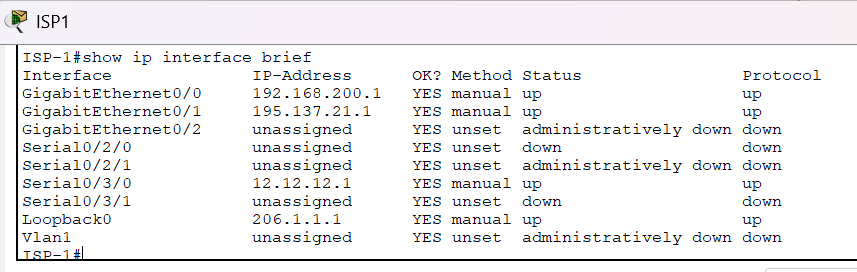 ISP1
ISP-1#show ip interface brief
Interface IP-Address OK? Method Status Protocol
GigabitEthernet0/0 192.168.200.1 YES manual up up
GigabitEthernet0/1 195.137.21.1 YES manual up up
GigabitEthernet0/2 unassigned YES unset administratively down down
Serial0/2/0 unassigned YES unset down down
Serial0/2/1 unassigned YES unset administratively down down
Serial0/3/0 12.12.12.1 YES manual up up
Serial0/3/1 unassigned YES unset down down
Loopback0 206.1.1.1 YES manual up up
Vlan1 unassigned YES unset administratively down down
ISP-1#